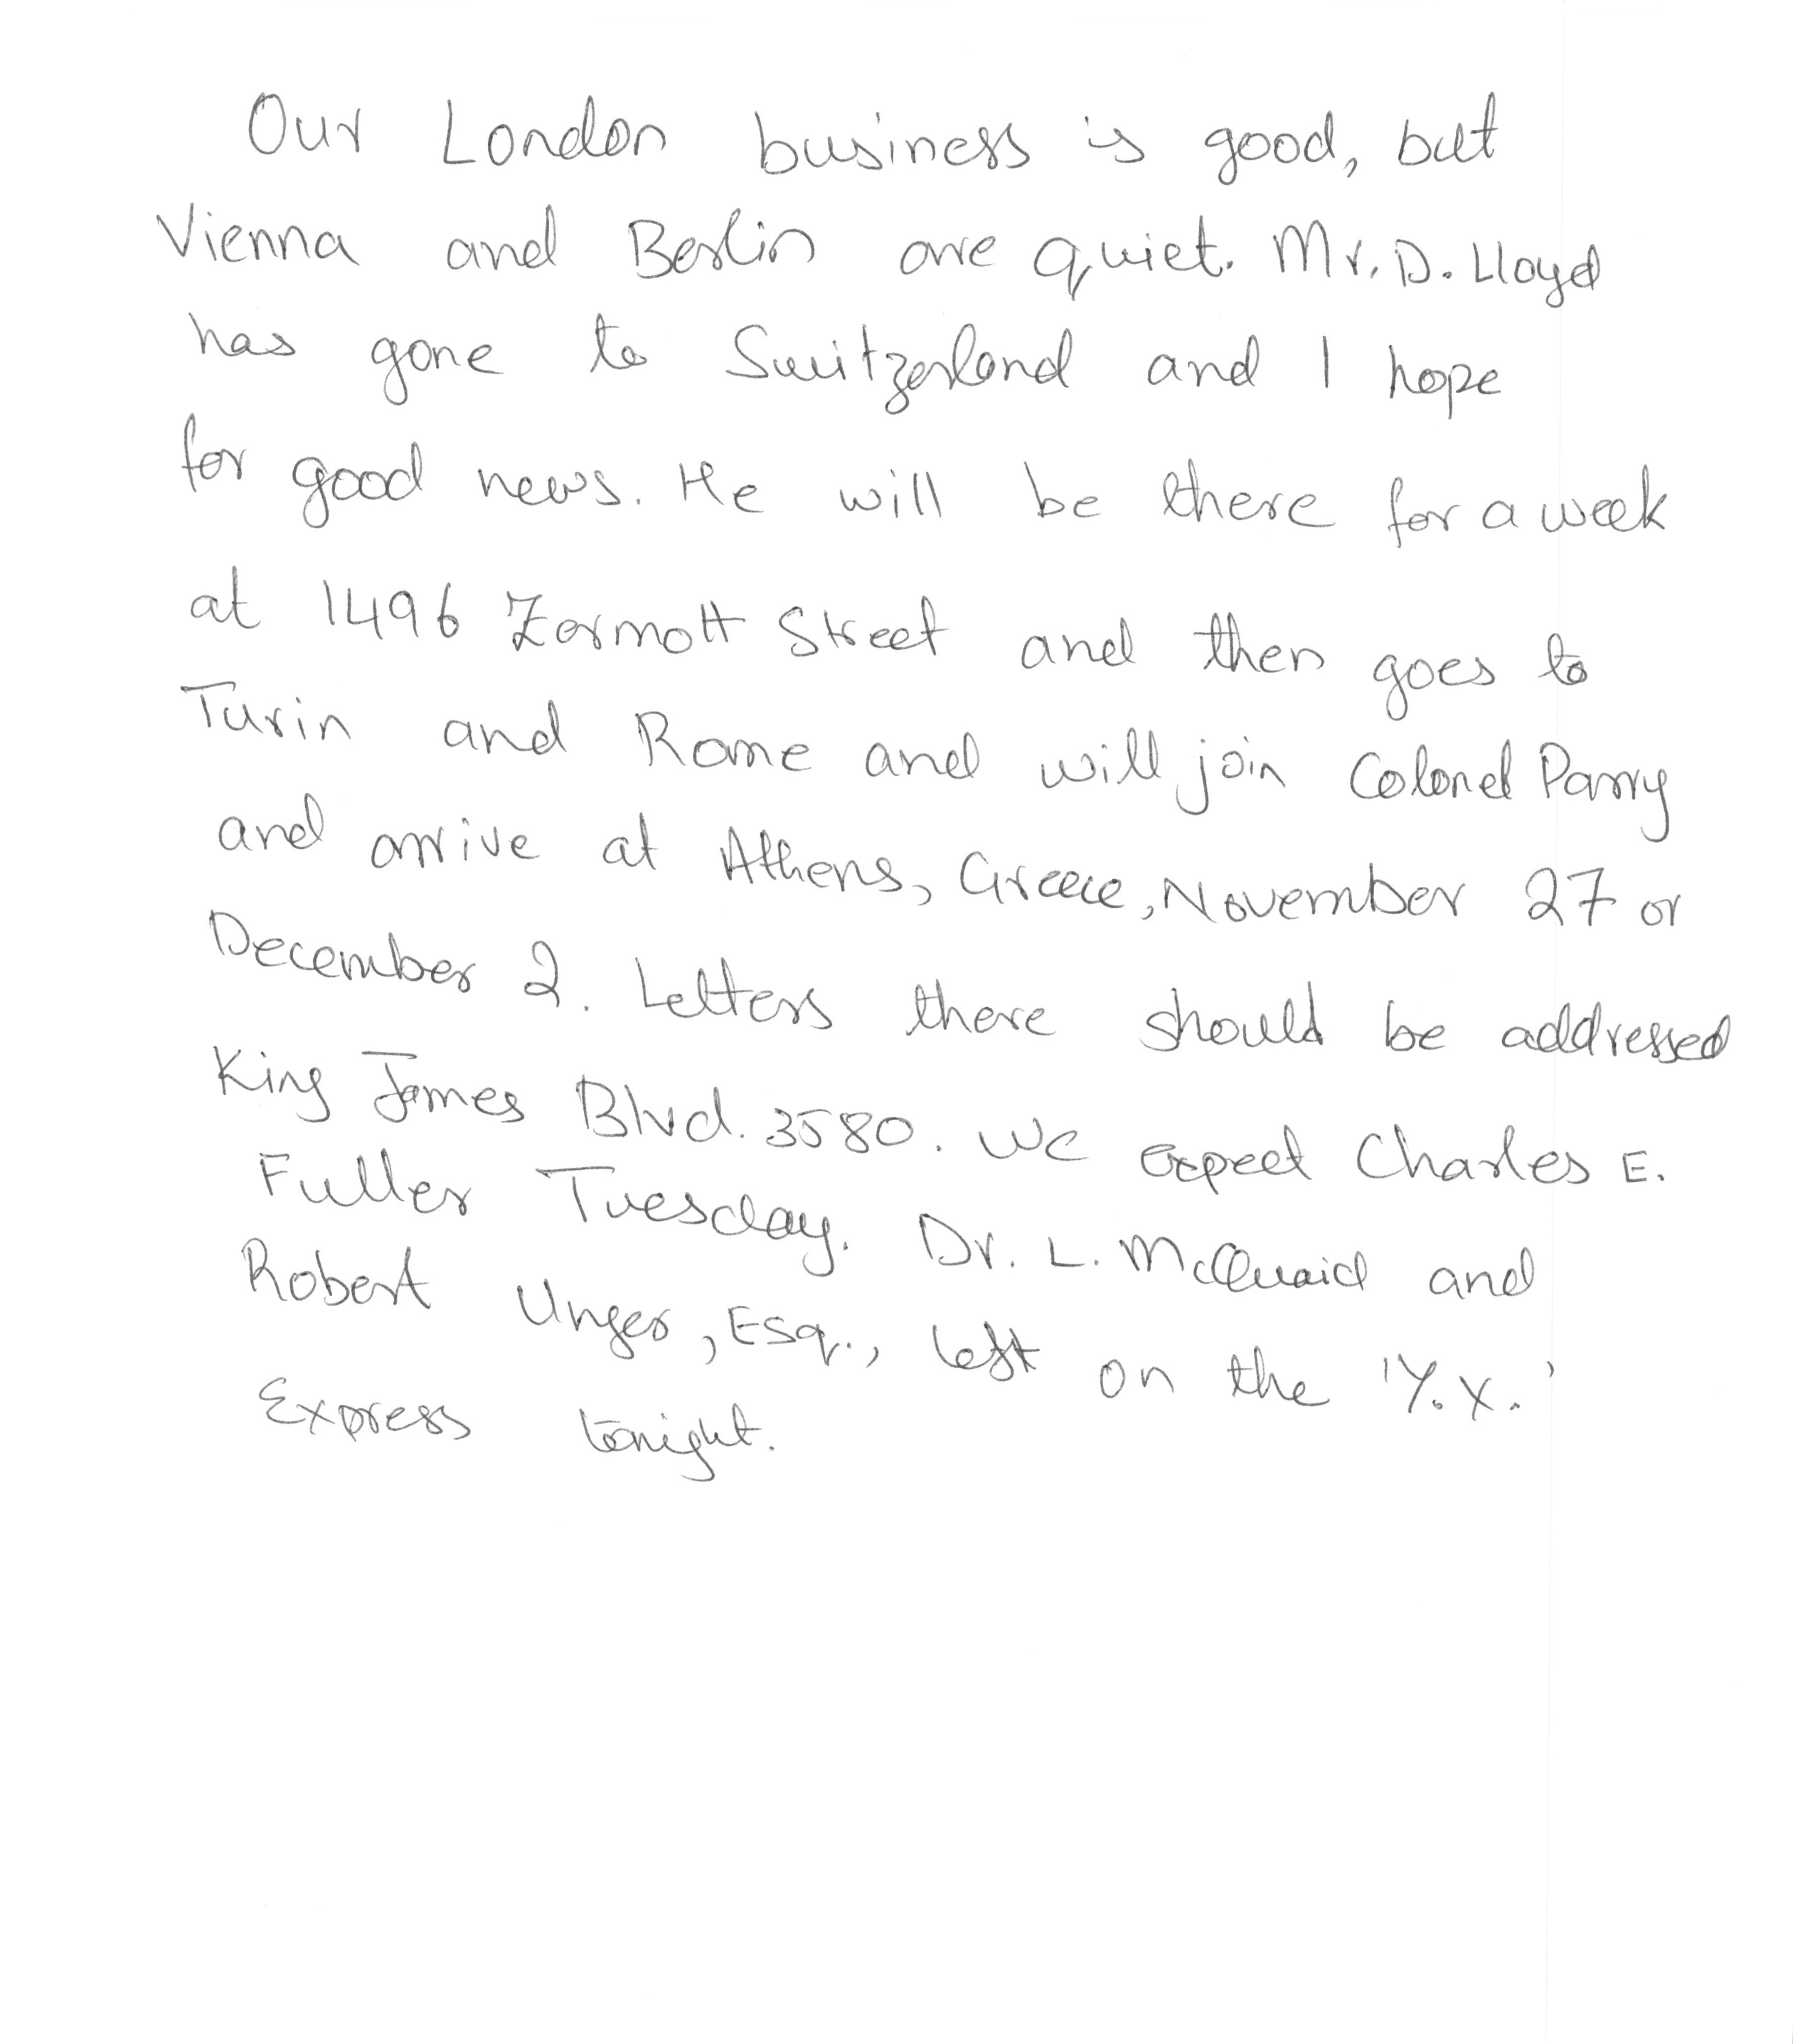 Our London business is good, but
Vienna and Berlin are quiet. Mr. D. Lloyd
has gone to Switzerland and I hope
for good news. He will be there for a week
at 1496 Zermott Street and then goes to
Turin and Rome and will join Colonel Parry
and arrive at Athens, Greece, November 27 or
December 2. Letters there should be addressed
King James Blvd. 3580. We expect Charles E.
Fuller Tuesday. Dr. L. McQuaid and
Robert Unger, Esq., left on the 'Y.X.'
Express tonight.